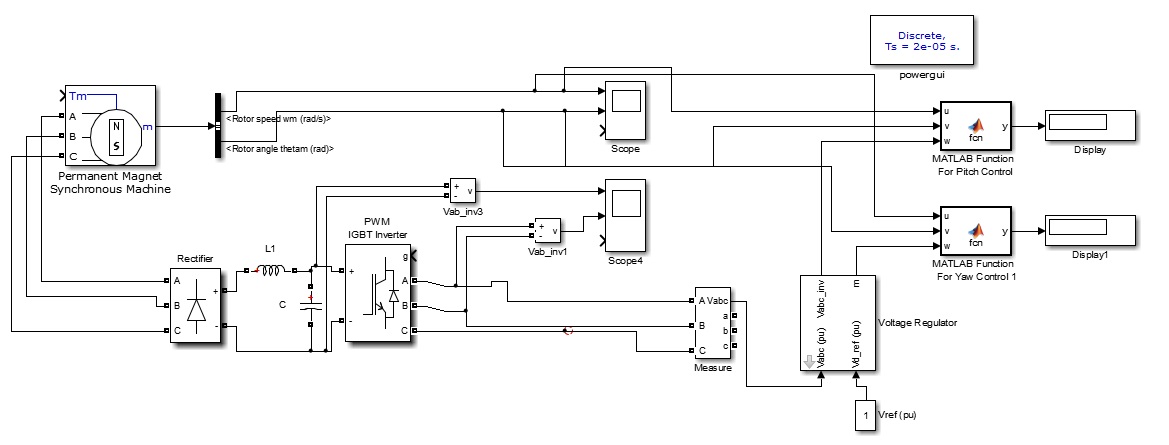 Discrete,
Ts = 2e-05 s.
powergui
Tm
A
B
C
N
S
m
Permanent Magnet
Synchronous Machine
<Rotor speed wm (rad/s)>
<Rotor angle thetam (rad)>
Scope
u
v
w
fcn
y
MATLAB Function
For Pitch Control
Display
+
-
v
Vab_inv3
+
-
v
Vab_inv1
Scope4
u
v
w
fcn
y
MATLAB Function
For Yaw Control 1
Display1
Rectifier
A
B
C
+
-
L1
C
+
PWM
IGBT Inverter
g
+
-
A
B
C
A
B
C
Vabc
a
b
c
Measure
Vabc_inv
E
Vabc (pu)
Vd_ref (pu)
Voltage Regulator
1
Vref (pu)